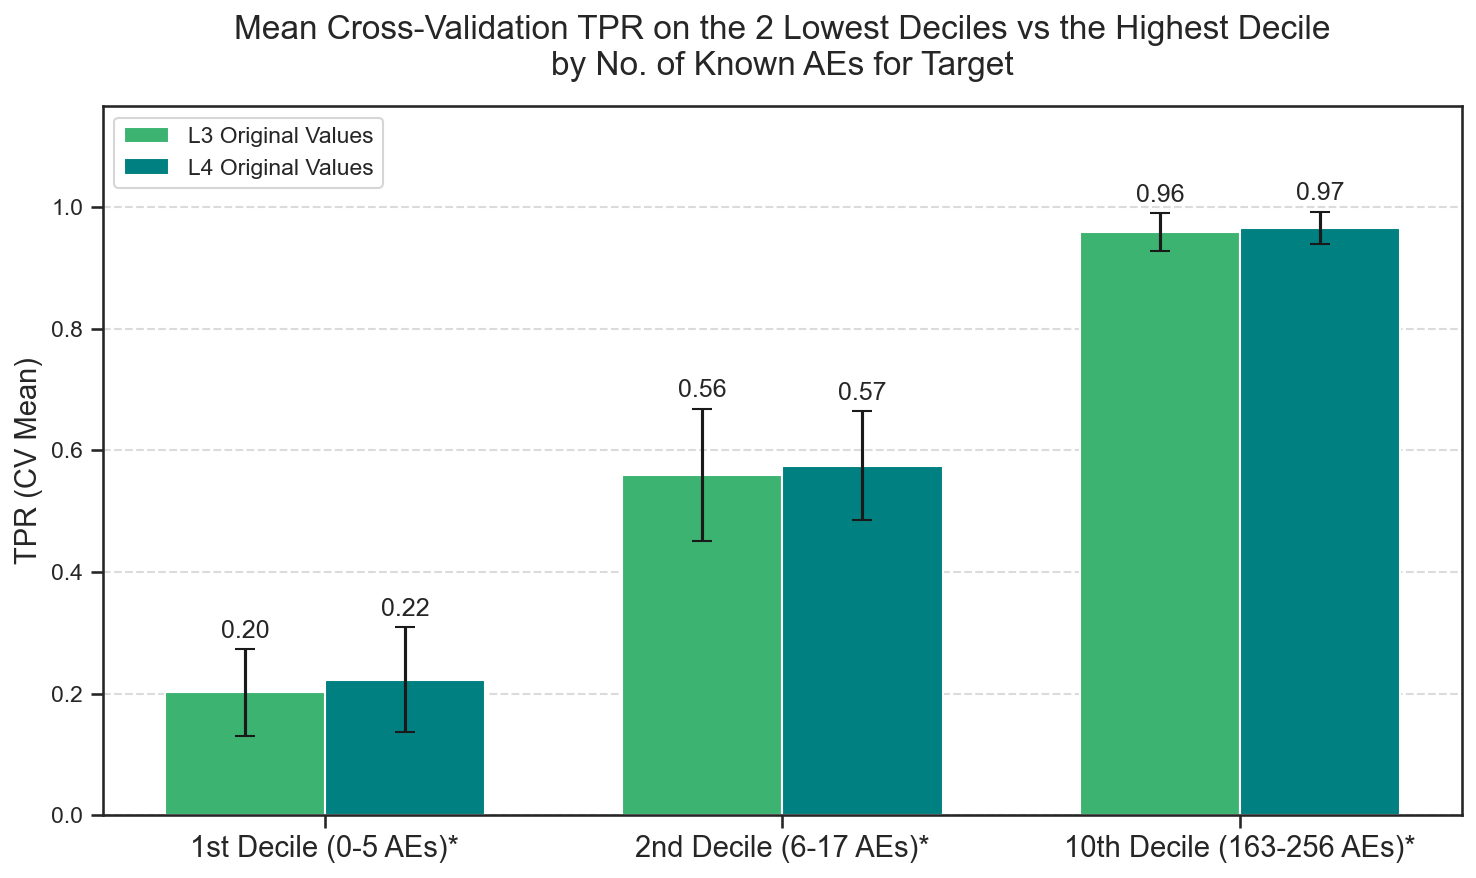 Mean Cross-Validation TPR on the 2 Lowest Deciles vs the Highest Decile
by No. of Known AEs for Target
L3 Original Values
L4 Original Values
TPR (CV Mean)
1.0
0.8
0.6
0.4
0.2
0.0
0.20
0.22
0.56
0.57
0.96
0.97
1st Decile (0-5 AEs)*
2nd Decile (6-17 AEs)*
10th Decile (163-256 AEs)*